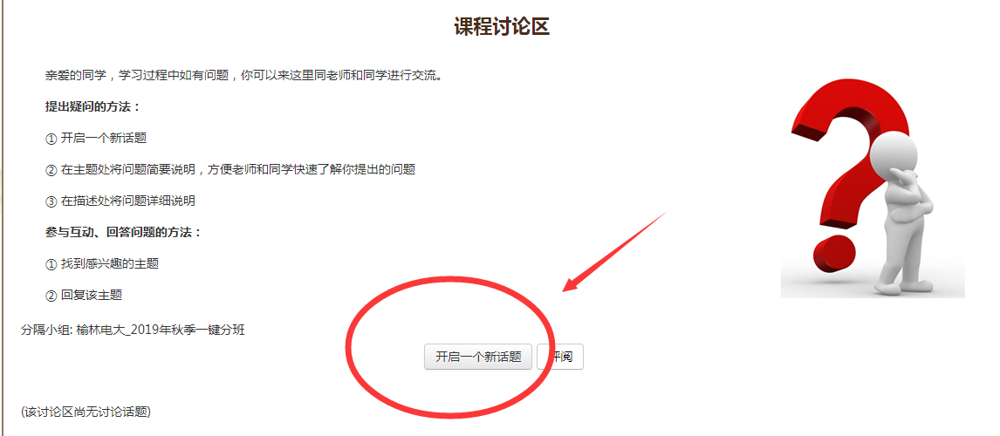 课程讨论区
亲爱的同学，学习过程中如有问题，你可以来这里同老师和同学进行交流。
提出疑问的方法：
① 开启一个新话题
② 在主题处将问题简要说明，方便老师和同学快速了解你提出的问题
③ 在描述处将问题详细说明
参与互动、回答问题的方法：
① 找到感兴趣的主题
② 回复该主题
分隔小组: 榆林电大_2019年秋季一键分班
开启一个新话题 评阅
(该讨论区尚无讨论话题)